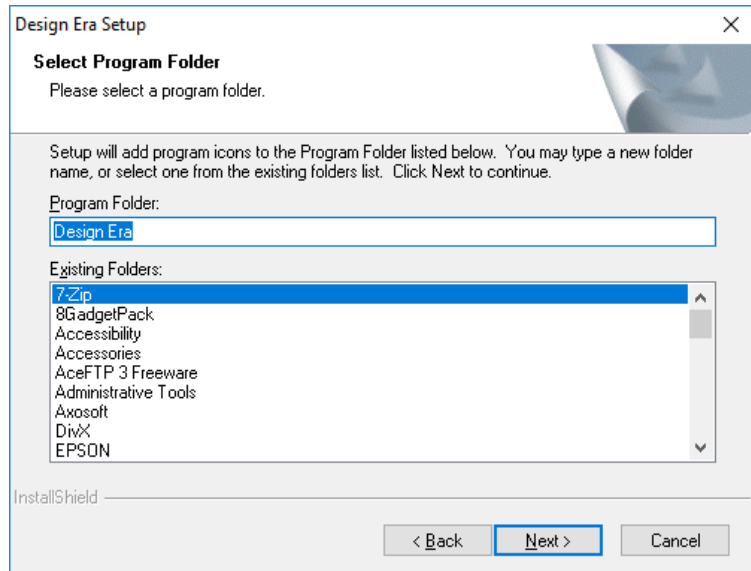 Design Era Setup
Select Program Folder
Please select a program folder.
Setup will add program icons to the Program Folder listed below.  You may type a new folder
name, or select one from the existing folders list.  Click Next to continue.
Program Folder:
Design Era
Existing Folders:
7-Zip
8GadgetPack
Accessibility
Accessories
AceFTP 3 Freeware
Administrative Tools
Axosoft
DivX
EPSON
InstallShield
< Back
Next >
Cancel